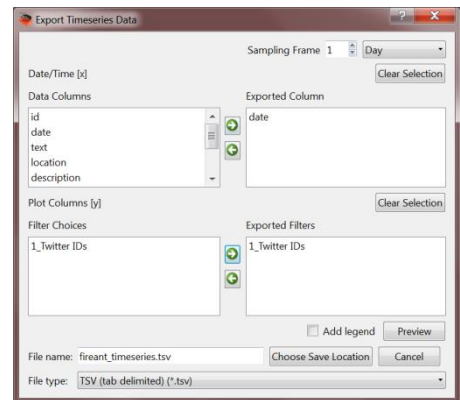 Export Timeseries Data
Sampling Frame 1 Day
Date/Time [x]
Clear Selection
Data Columns
Exported Column
id
date
text
location
description
date
Plot Columns [y]
Clear Selection
Filter Choices
Exported Filters
1_Twitter IDs
1_Twitter IDs
Add legend
Preview
File name: fireant_timeseries.tsv
Choose Save Location
Cancel
File type: TSV (tab delimited) (*.tsv)